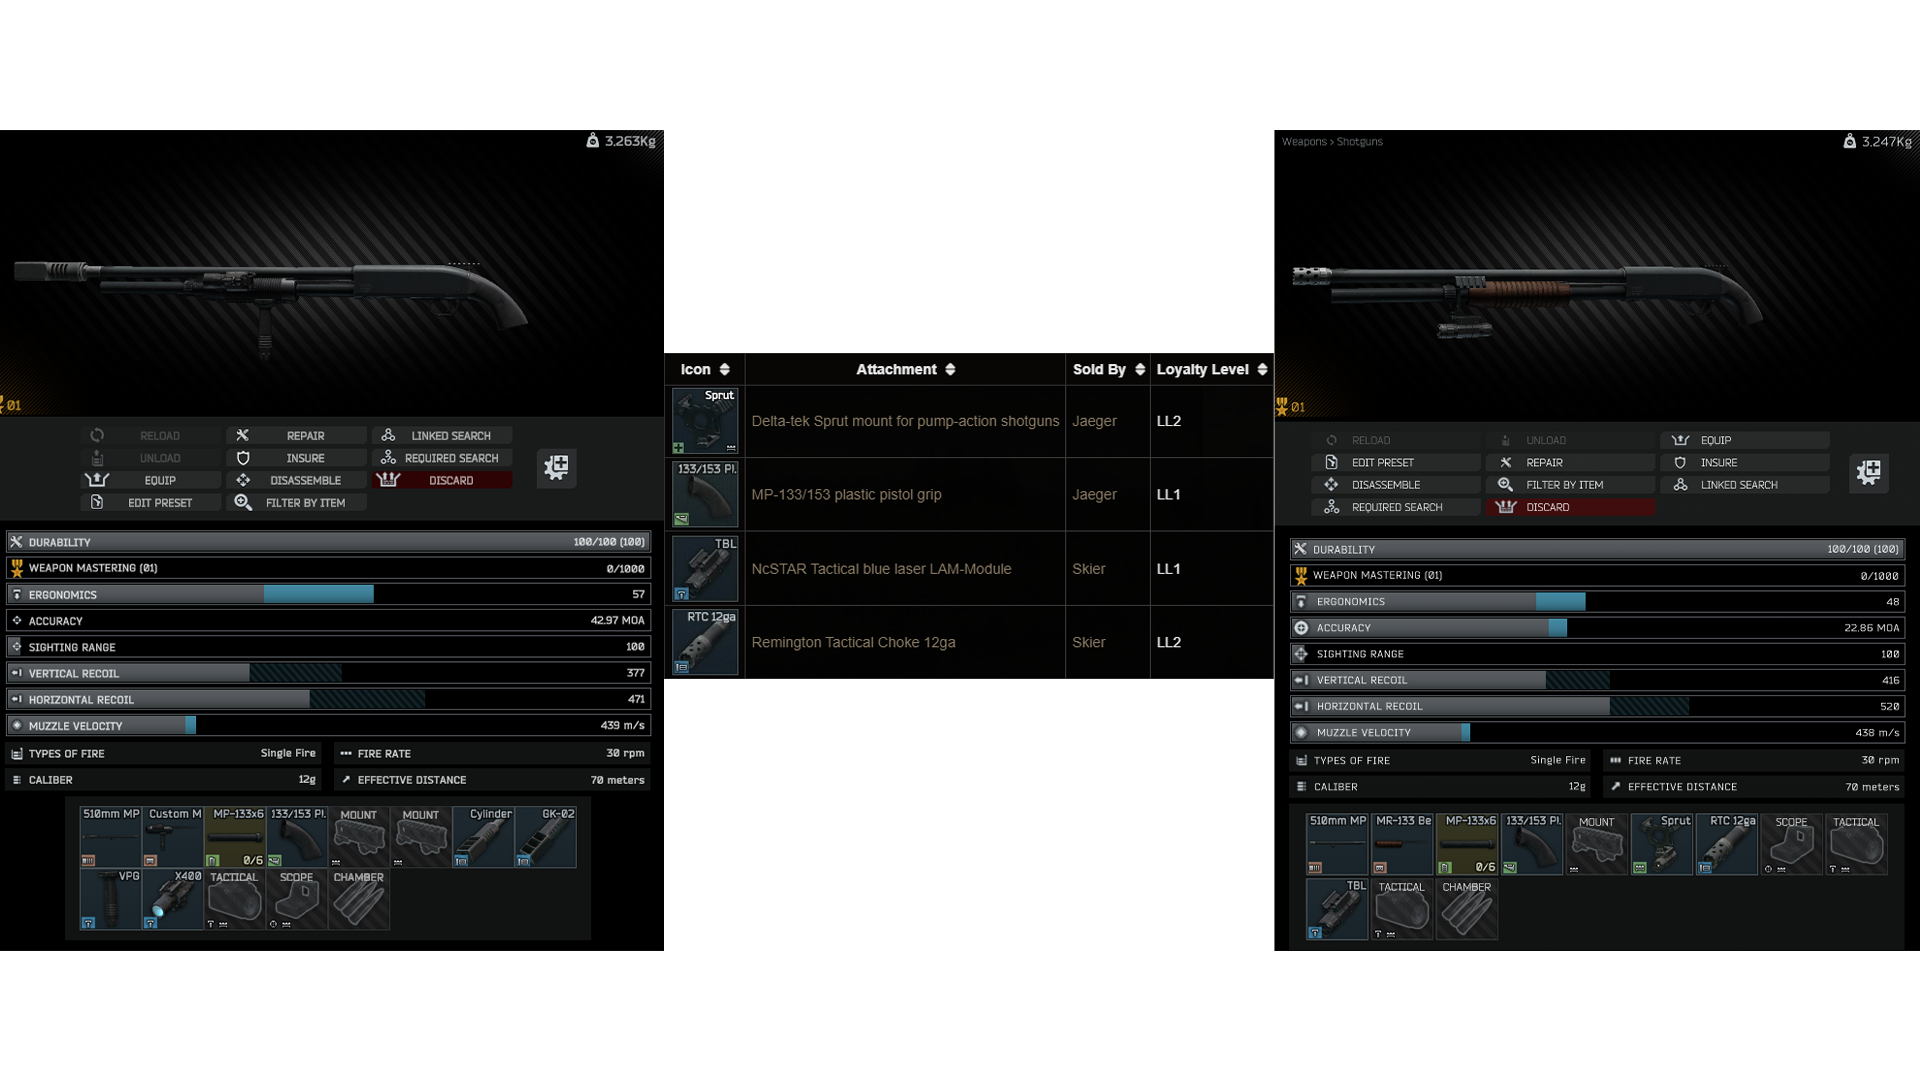 3.263Kg
01
RELOAD
REPAIR
LINKED SEARCH
UNLOAD
INSURE
REQUIRED SEARCH
EQUIP
DISASSEMBLE
DISCARD
EDIT PRESET
FILTER BY ITEM
DURABILITY 100/100 (100)
WEAPON MASTERING (01) 0/1000
ERGONOMICS 57
ACCURACY 42.97 MOA
SIGHTING RANGE 100
VERTICAL RECOIL 377
HORIZONTAL RECOIL 471
MUZZLE VELOCITY 439 m/s
TYPES OF FIRE Single Fire
FIRE RATE 30 rpm
CALIBER 12g
EFFECTIVE DISTANCE 70 meters
510mm MP
Custom M
MP-133x6
0/6
133/153 Pl.
MOUNT
MOUNT
Cylinder
GK-02
VPG
X400
TACTICAL
SCOPE
CHAMBER
Icon Attachment Sold By Loyalty Level
Sprut
Delta-tek Sprut mount for pump-action shotguns Jaeger LL2
133/153 Pl.
MP-133/153 plastic pistol grip Jaeger LL1
TBL
NcSTAR Tactical blue laser LAM-Module Skier LL1
RTC 12ga
Remington Tactical Choke 12ga Skier LL2
Weapons > Shotguns
3.247Kg
01
RELOAD
UNLOAD
EQUIP
EDIT PRESET
REPAIR
INSURE
DISASSEMBLE
FILTER BY ITEM
LINKED SEARCH
REQUIRED SEARCH
DISCARD
DURABILITY 100/100 (100)
WEAPON MASTERING (01) 0/1000
ERGONOMICS 48
ACCURACY 22.86 MOA
SIGHTING RANGE 100
VERTICAL RECOIL 416
HORIZONTAL RECOIL 520
MUZZLE VELOCITY 438 m/s
TYPES OF FIRE Single Fire
FIRE RATE 30 rpm
CALIBER 12g
EFFECTIVE DISTANCE 70 meters
510mm MP
MR-133 Be
MP-133x6
0/6
133/153 Pl.
MOUNT
Sprut
RTC 12ga
SCOPE
TACTICAL
TBL
TACTICAL
CHAMBER